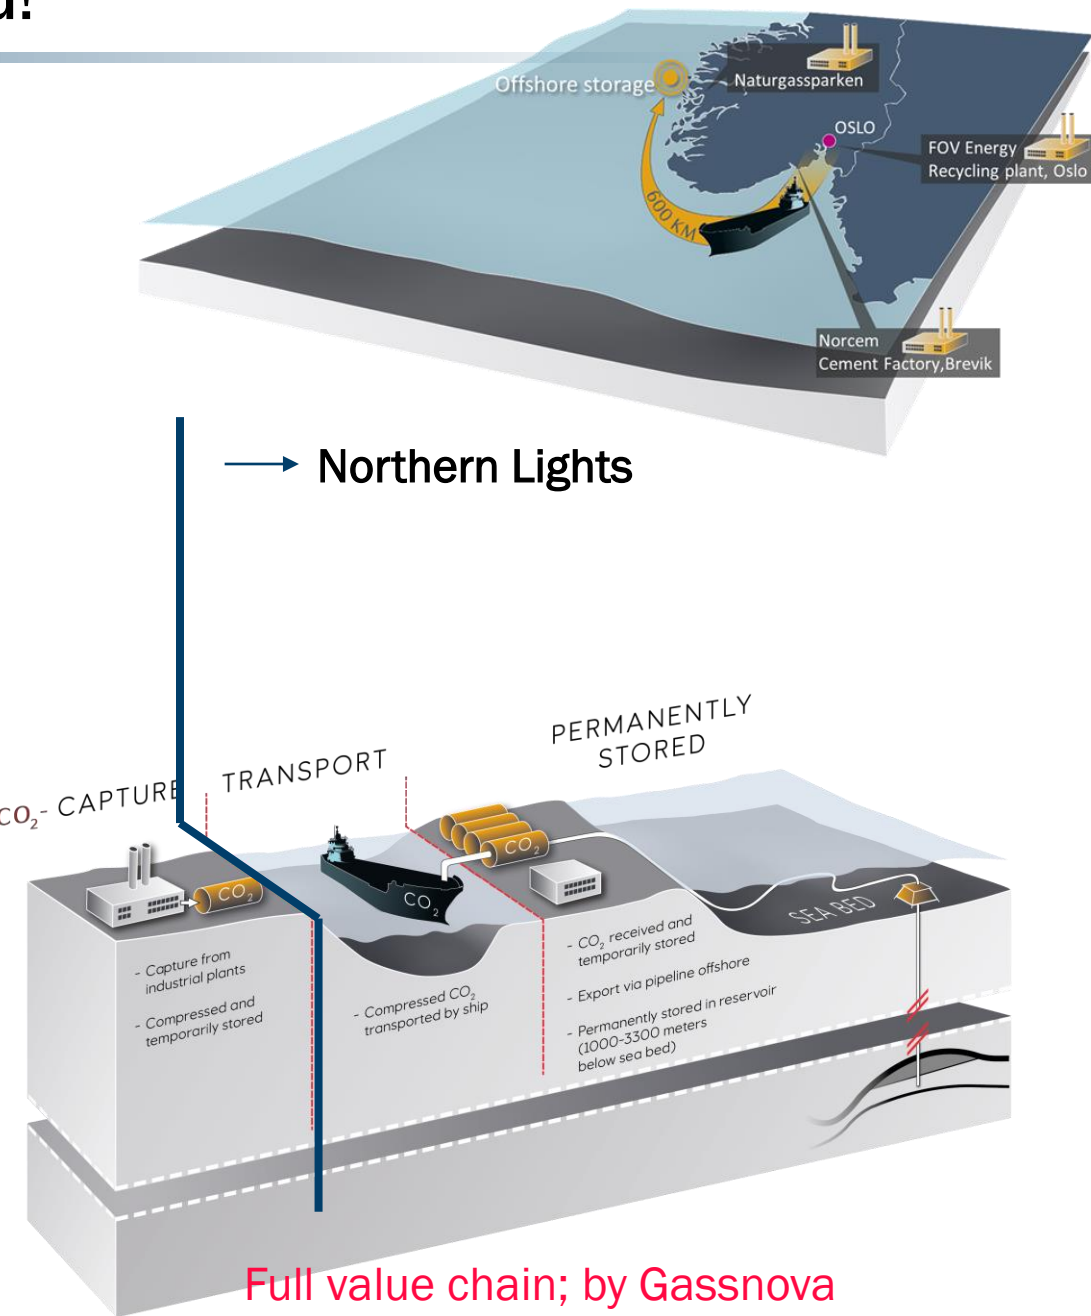 Offshore storage
Naturgassparken
OSLO
FOV Energy
Recycling plant, Oslo
600 KM
Norcem
Cement Factory,Brevik
Northern Lights
CO₂- CAPTURE
TRANSPORT
PERMANENTLY
STORED
CO₂
CO₂
CO₂
SEA BED
- Capture from
industrial plants
- Compressed and
temporarily stored
- Compressed CO₂
transported by ship
- CO₂ received and
temporarily stored
- Export via pipeline offshore
- Permanently stored in reservoir
(1000-3300 meters
below sea bed)
Full value chain; by Gassnova